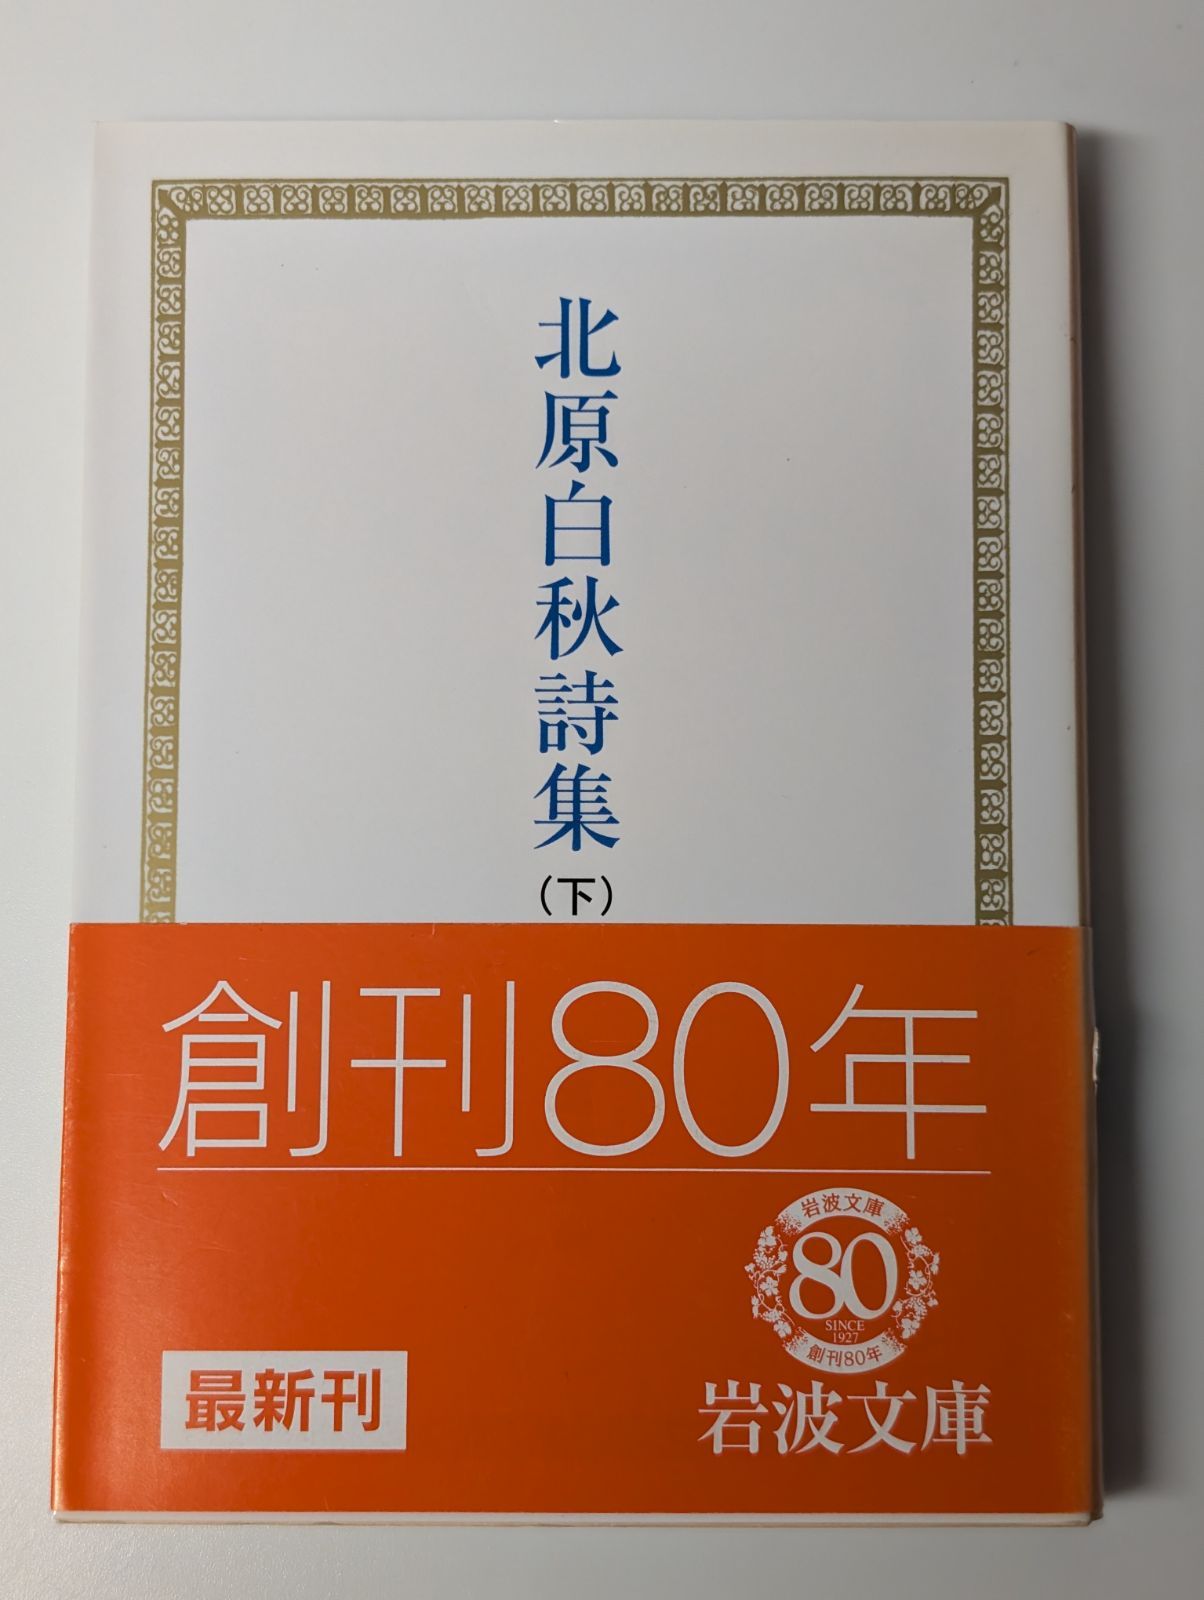 北原白秋詩集
（下）
創刊80年
岩波文庫
80
SINCE
1927
創刊80年
最新刊
岩波文庫